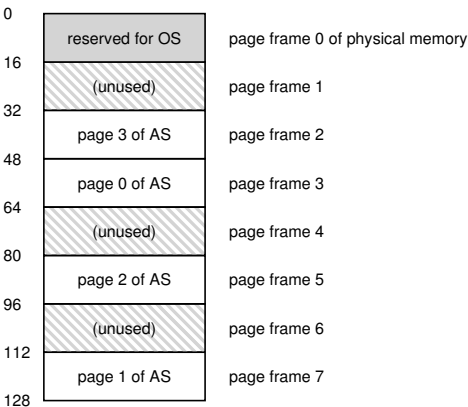 0
reserved for OS page frame 0 of physical memory
16
(unused) page frame 1
32
page 3 of AS page frame 2
48
page 0 of AS page frame 3
64
(unused) page frame 4
80
page 2 of AS page frame 5
96
(unused) page frame 6
112
page 1 of AS page frame 7
128